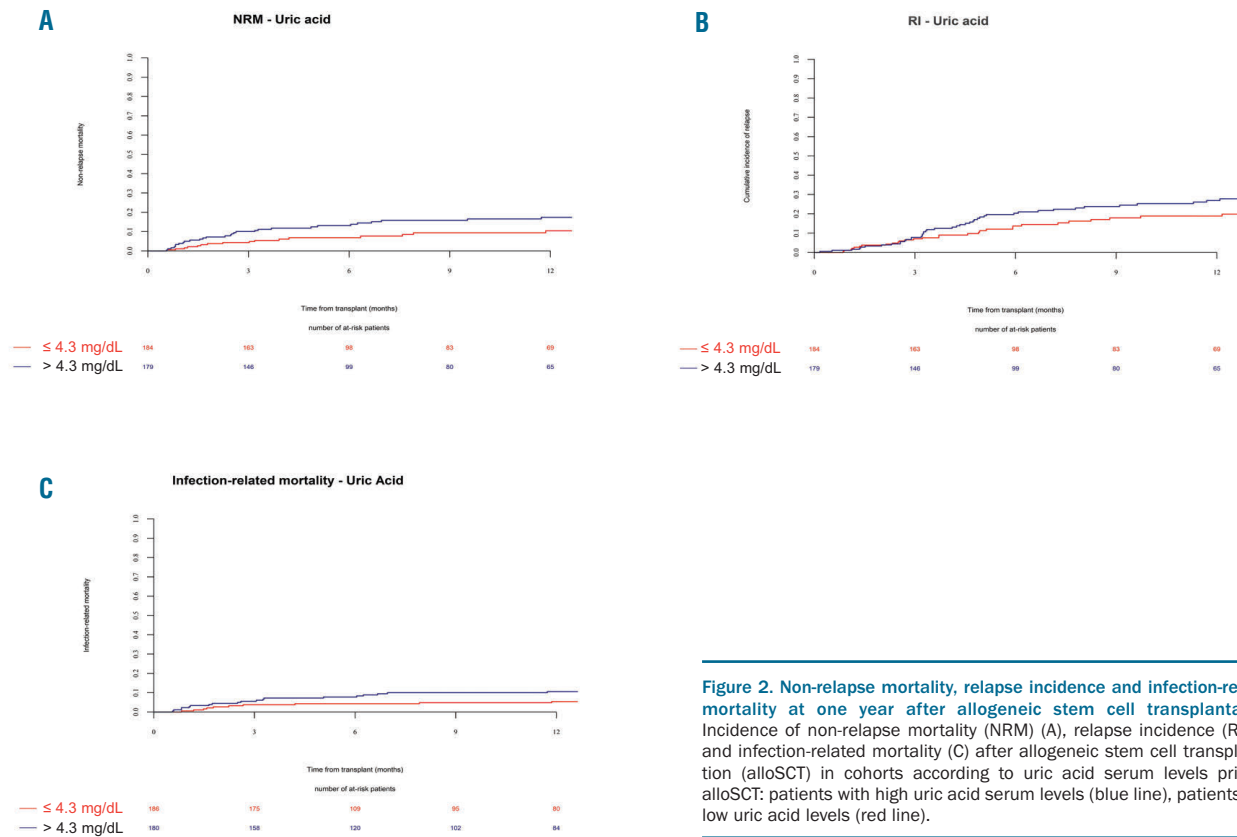 A
NRM - Uric acid
Non-relapse mortality
0.0 0.1 0.2 0.3 0.4 0.5 0.6 0.7 0.8 0.9 1.0
0 3 6 9 12
Time from transplant (months)
number of at-risk patients
≤ 4.3 mg/dL 184 163 98 83 69
> 4.3 mg/dL 179 146 99 80 65
B
RI - Uric acid
Cumulative incidence of relapse
0.0 0.1 0.2 0.3 0.4 0.5 0.6 0.7 0.8 0.9 1.0
0 3 6 9 12
Time from transplant (months)
number of at-risk patients
≤ 4.3 mg/dL 184 163 98 83 69
> 4.3 mg/dL 179 146 99 80 65
C
Infection-related mortality - Uric Acid
Infection-related mortality
0.0 0.1 0.2 0.3 0.4 0.5 0.6 0.7 0.8 0.9 1.0
0 3 6 9 12
Time from transplant (months)
number of at-risk patients
≤ 4.3 mg/dL 186 175 109 95 80
> 4.3 mg/dL 180 158 120 102 84
Figure 2. Non-relapse mortality, relapse incidence and infection-re
mortality at one year after allogeneic stem cell transplanta
Incidence of non-relapse mortality (NRM) (A), relapse incidence (R
and infection-related mortality (C) after allogeneic stem cell transpl
tion (alloSCT) in cohorts according to uric acid serum levels pri
alloSCT: patients with high uric acid serum levels (blue line), patients
low uric acid levels (red line).